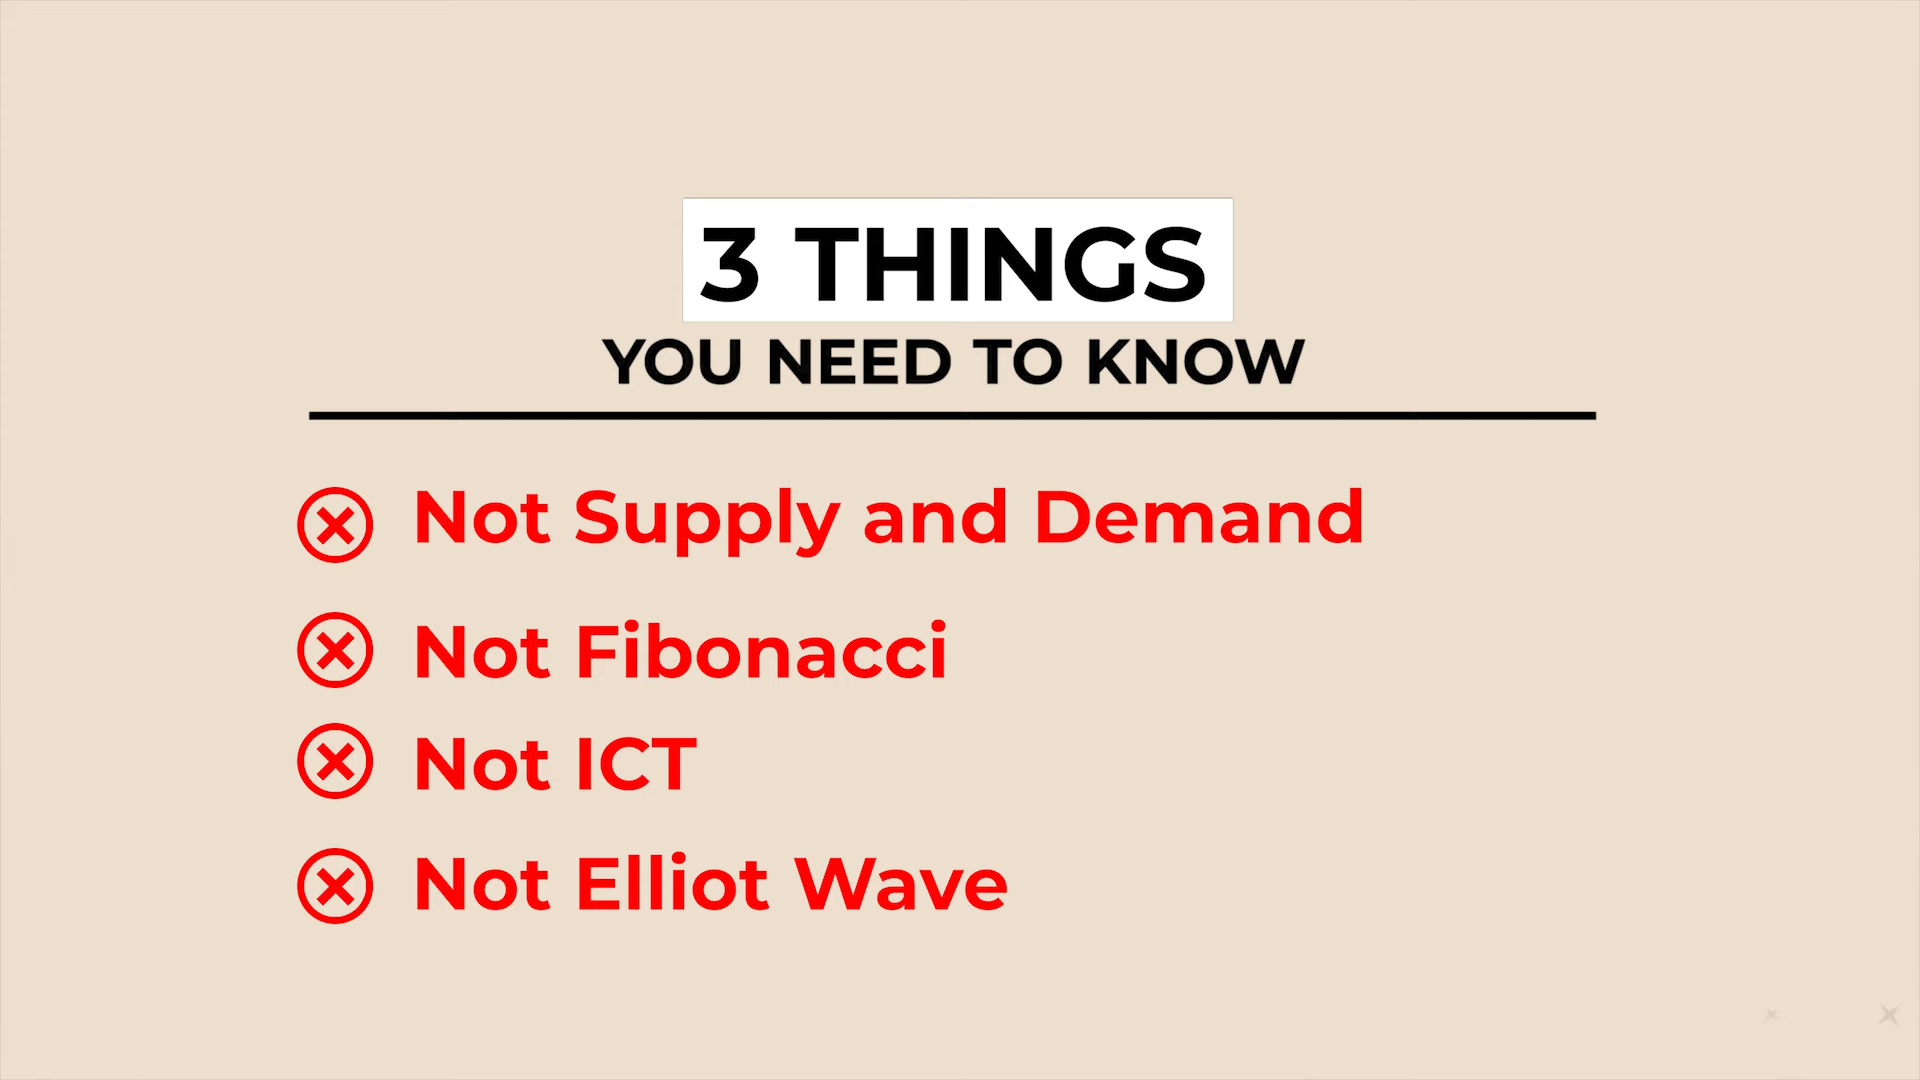 3 THINGS
YOU NEED TO KNOW
Not Supply and Demand
Not Fibonacci
Not ICT
Not Elliot Wave